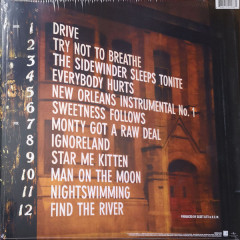 1 DRIVE
2 TRY NOT TO BREATHE
3 THE SIDEWINDER SLEEPS TONITE
4 EVERYBODY HURTS
5 NEW ORLEANS INSTRUMENTAL No. 1
6 SWEETNESS FOLLOWS
7 MONTY GOT A RAW DEAL
8 IGNORELAND
9 STAR ME KITTEN
10 MAN ON THE MOON
11 NIGHTSWIMMING
12 FIND THE RIVER